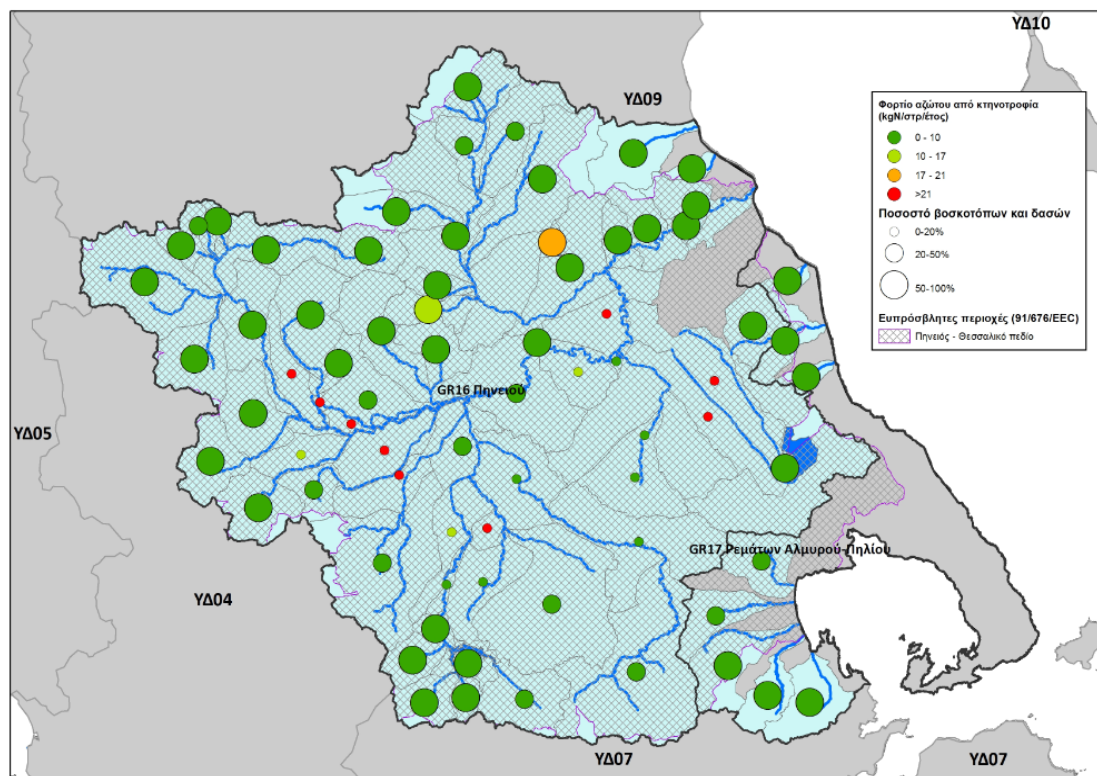 ΥΔ10
ΥΔ09
Φορτίο αζώτου από κτηνοτροφία
(kgN/στρ/έτος)
0 - 10
10 - 17
17 - 21
>21
Ποσοστό βοσκοτόπων και δασών
0-20%
20-50%
50-100%
Ευπρόσβλητες περιοχές (91/676/EEC)
Πηνειός - Θεσσαλικό πεδίο
GR16 Πηνειού
ΥΔ05
GR17 Ρεμάτων Αλμυρού-Πηλίου
ΥΔ04
ΥΔ07
ΥΔ07